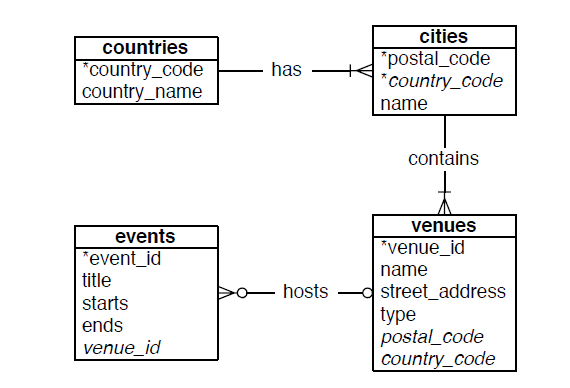 countries
*country_code
country_name
has
cities
*postal_code
*country_code
name
contains
events
*event_id
title
starts
ends
venue_id
hosts
venues
*venue_id
name
street_address
type
postal_code
country_code